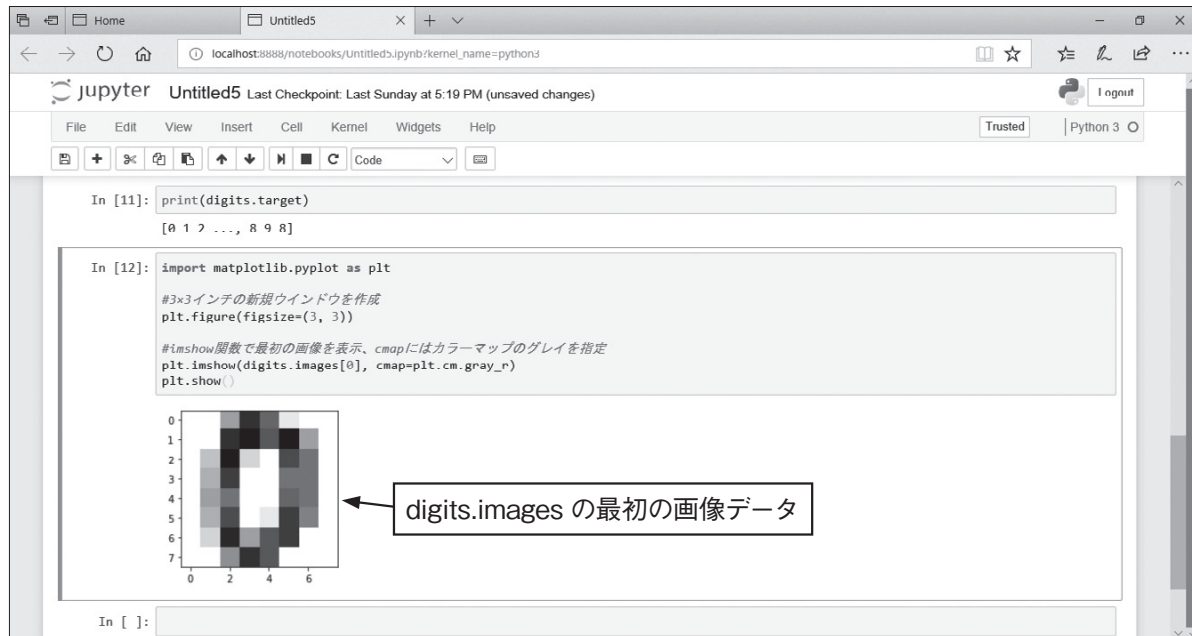 Home
Untitled5
localhost:8888/notebooks/Untitled5.ipynb?kernel_name=python3
jupyter Untitled5 Last Checkpoint: Last Sunday at 5:19 PM (unsaved changes)
Logout
File Edit View Insert Cell Kernel Widgets Help
Trusted
Python 3
Code
In [11]: print(digits.target)
[0 1 2 ..., 8 9 8]
In [12]: import matplotlib.pyplot as plt
#3×3インチの新規ウインドウを作成
plt.figure(figsize=(3, 3))
#imshow関数で最初の画像を表示、cmapにはカラーマップのグレイを指定
plt.imshow(digits.images[0], cmap=plt.cm.gray_r)
plt.show()
0
1
2
3
4
5
6
7
0 2 4 6
digits.images の最初の画像データ
In [ ]: